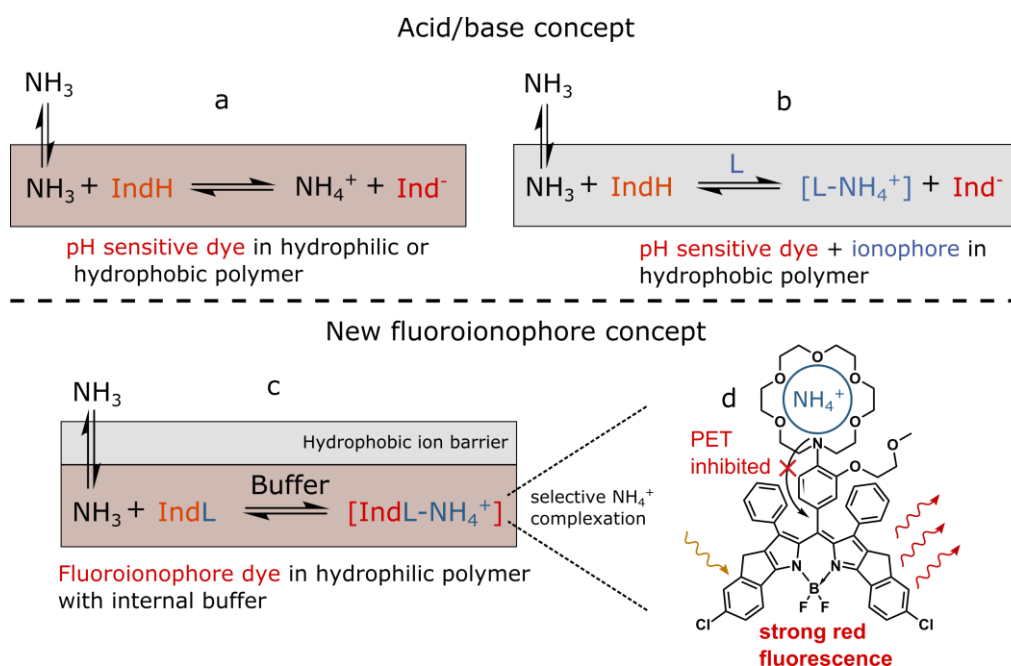 Acid/base concept
NH₃
a
NH₃ + IndH ⇌ NH₄⁺ + Ind⁻
pH sensitive dye in hydrophilic or
hydrophobic polymer
NH₃
b
L
NH₃ + IndH ⇌ [L-NH₄⁺] + Ind⁻
pH sensitive dye + ionophore in
hydrophobic polymer
New fluoroionophore concept
NH₃
c
Hydrophobic ion barrier
Buffer
NH₃ + IndL ⇌ [IndL-NH₄⁺]
Fluoroionophore dye in hydrophilic polymer
with internal buffer
selective NH₄⁺
complexation
d
O
O
O
O
O
NH₄⁺
N
O
O
PET
inhibited
N
N
B
F
F
Cl
Cl
strong red
fluorescence